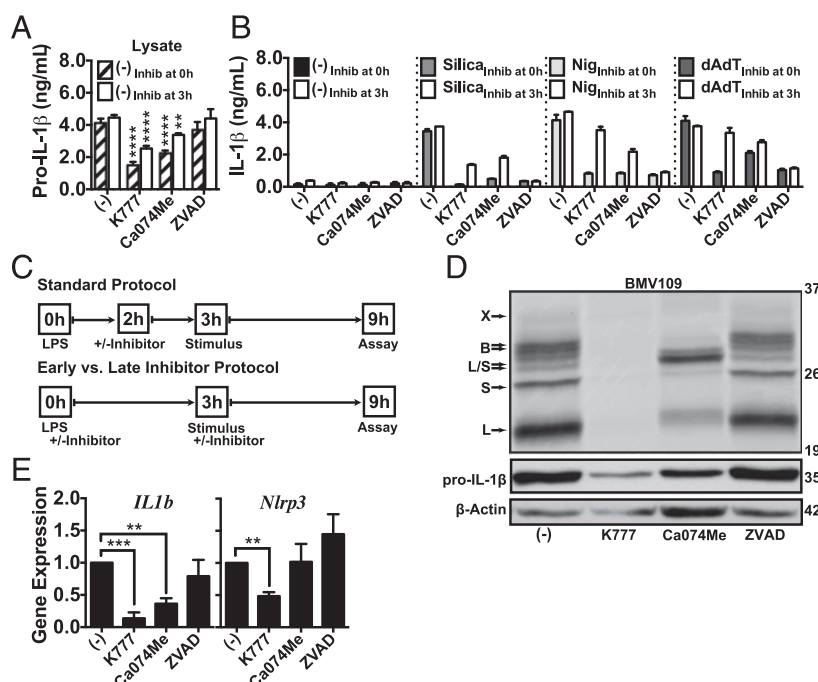 A
Lysate
(-) Inhib at 0h
(-) Inhib at 3h
Pro-IL-1β (ng/mL)
8.0
6.0
4.0
2.0
0.0
**** **** **** **
(-) K777 Ca074Me ZVAD
B
(-) Inhib at 0h
(-) Inhib at 3h
Silica Inhib at 0h
Silica Inhib at 3h
Nig Inhib at 0h
Nig Inhib at 3h
dAdT Inhib at 0h
dAdT Inhib at 3h
IL-1β (ng/mL)
8.0
6.0
4.0
2.0
0.0
(-) K777 Ca074Me ZVAD (-) K777 Ca074Me ZVAD (-) K777 Ca074Me ZVAD (-) K777 Ca074Me ZVAD
C
Standard Protocol
0h 2h 3h 9h
LPS +/-Inhibitor Stimulus Assay
Early vs. Late Inhibitor Protocol
0h 3h 9h
LPS Stimulus Assay
+/-Inhibitor +/-Inhibitor
D
BMV109
37
X
B
L/S
26
S
L
19
pro-IL-1β 35
β-Actin 42
(-) K777 Ca074Me ZVAD
E
IL1b Nlrp3
Gene Expression
2.0
1.5
1.0
0.5
0.0
**
***
**
(-) K777 Ca074Me ZVAD (-) K777 Ca074Me ZVAD